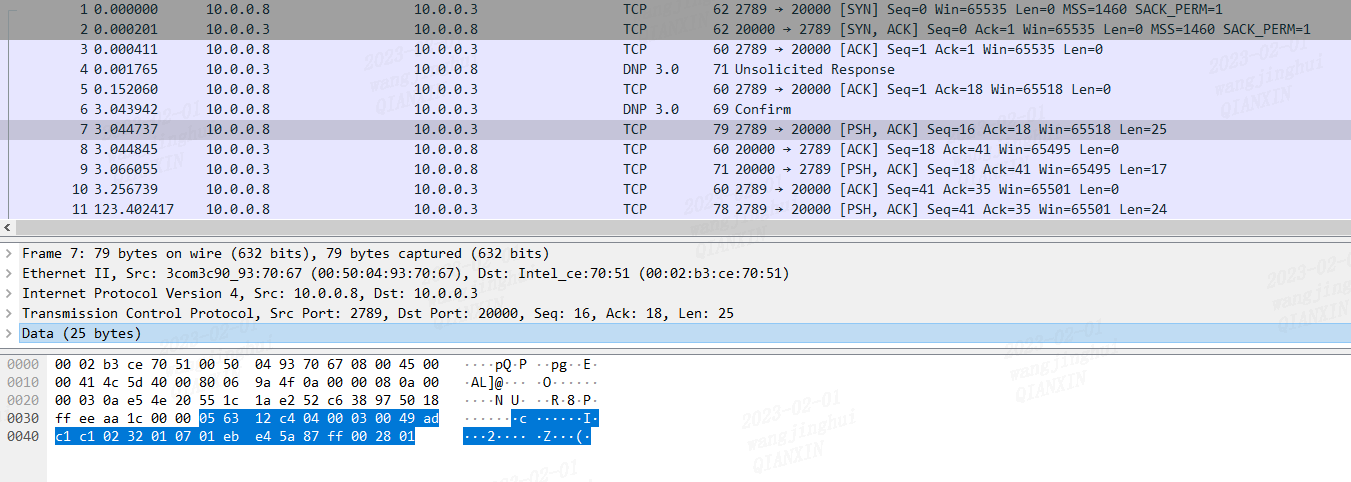 1 0.000000 10.0.0.8 10.0.0.3 TCP 62 2789 → 20000 [SYN] Seq=0 Win=65535 Len=0 MSS=1460 SACK_PERM=1
2 0.000201 10.0.0.3 10.0.0.8 TCP 62 20000 → 2789 [SYN, ACK] Seq=0 Ack=1 Win=65535 Len=0 MSS=1460 SACK_PERM=1
3 0.000411 10.0.0.8 10.0.0.3 TCP 60 2789 → 20000 [ACK] Seq=1 Ack=1 Win=65535 Len=0
4 0.001765 10.0.0.3 10.0.0.8 DNP 3.0 71 Unsolicited Response
5 0.152060 10.0.0.8 10.0.0.3 TCP 60 2789 → 20000 [ACK] Seq=1 Ack=18 Win=65518 Len=0
6 3.043942 10.0.0.8 10.0.0.3 DNP 3.0 69 Confirm
7 3.044737 10.0.0.8 10.0.0.3 TCP 79 2789 → 20000 [PSH, ACK] Seq=16 Ack=18 Win=65518 Len=25
8 3.044845 10.0.0.3 10.0.0.8 TCP 60 20000 → 2789 [ACK] Seq=18 Ack=41 Win=65495 Len=0
9 3.066055 10.0.0.3 10.0.0.8 TCP 71 20000 → 2789 [PSH, ACK] Seq=18 Ack=41 Win=65495 Len=17
10 3.256739 10.0.0.8 10.0.0.3 TCP 60 2789 → 20000 [ACK] Seq=41 Ack=35 Win=65501 Len=0
11 123.402417 10.0.0.8 10.0.0.3 TCP 78 2789 → 20000 [PSH, ACK] Seq=41 Ack=35 Win=65501 Len=24
Frame 7: 79 bytes on wire (632 bits), 79 bytes captured (632 bits)
Ethernet II, Src: 3com3c90_93:70:67 (00:50:04:93:70:67), Dst: Intel_ce:70:51 (00:02:b3:ce:70:51)
Internet Protocol Version 4, Src: 10.0.0.8, Dst: 10.0.0.3
Transmission Control Protocol, Src Port: 2789, Dst Port: 20000, Seq: 16, Ack: 18, Len: 25
Data (25 bytes)
0000 00 02 b3 ce 70 51 00 50 04 93 70 67 08 00 45 00 ····pQ·P ··pg··E·
0010 00 41 4c 5d 40 00 80 06 9a 4f 0a 00 00 08 0a 00 ·AL]@··· ·O······
0020 00 03 0a e5 4e 20 55 1c 1a e2 52 c6 38 97 50 18 ····N U· ··R·8·P·
0030 ff ee aa 1c 00 00 05 63 12 c4 04 00 03 00 49 ad ·······c ······I·
0040 c1 c1 02 32 01 07 01 eb e4 5a 87 ff 00 28 01 ···2···· ·Z···(·
2023-02-01
wangjinghui
QIANXIN